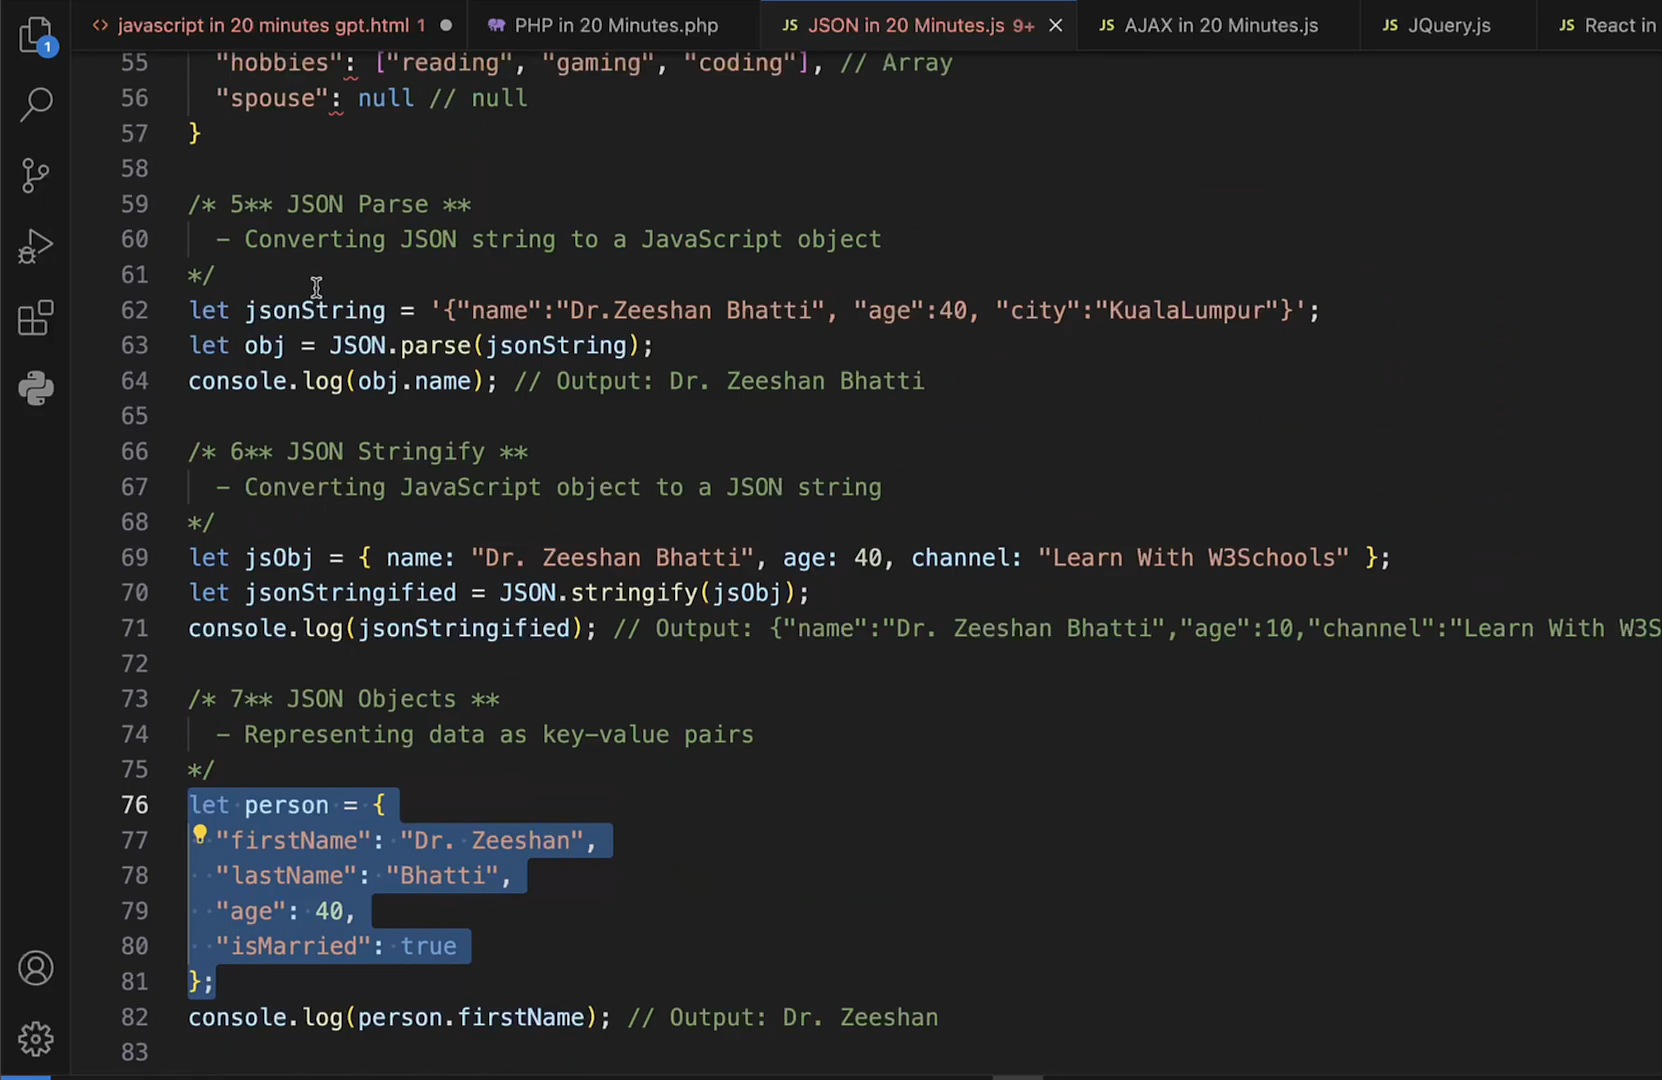 javascript in 20 minutes gpt.html 1
PHP in 20 Minutes.php
JSON in 20 Minutes.js 9+
AJAX in 20 Minutes.js
JQuery.js
React in
1
55 "hobbies": ["reading", "gaming", "coding"], // Array
56 "spouse": null // null
57 }
58
59 /* 5** JSON Parse **
60 - Converting JSON string to a JavaScript object
61 */
62 let jsonString = '{"name":"Dr.Zeeshan Bhatti", "age":40, "city":"KualaLumpur"}';
63 let obj = JSON.parse(jsonString);
64 console.log(obj.name); // Output: Dr. Zeeshan Bhatti
65
66 /* 6** JSON Stringify **
67 - Converting JavaScript object to a JSON string
68 */
69 let jsObj = { name: "Dr. Zeeshan Bhatti", age: 40, channel: "Learn With W3Schools" };
70 let jsonStringified = JSON.stringify(jsObj);
71 console.log(jsonStringified); // Output: {"name":"Dr. Zeeshan Bhatti","age":10,"channel":"Learn With W3S
72
73 /* 7** JSON Objects **
74 - Representing data as key-value pairs
75 */
76 let person = {
77 "firstName": "Dr. Zeeshan",
78 "lastName": "Bhatti",
79 "age": 40,
80 "isMarried": true
81 };
82 console.log(person.firstName); // Output: Dr. Zeeshan
83